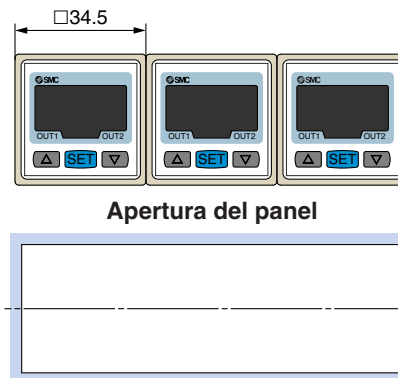 □34.5
SMC SMC SMC
OUT1 OUT2 OUT1 OUT2 OUT1 OUT2
△ SET ▽ △ SET ▽ △ SET ▽
Apertura del panel